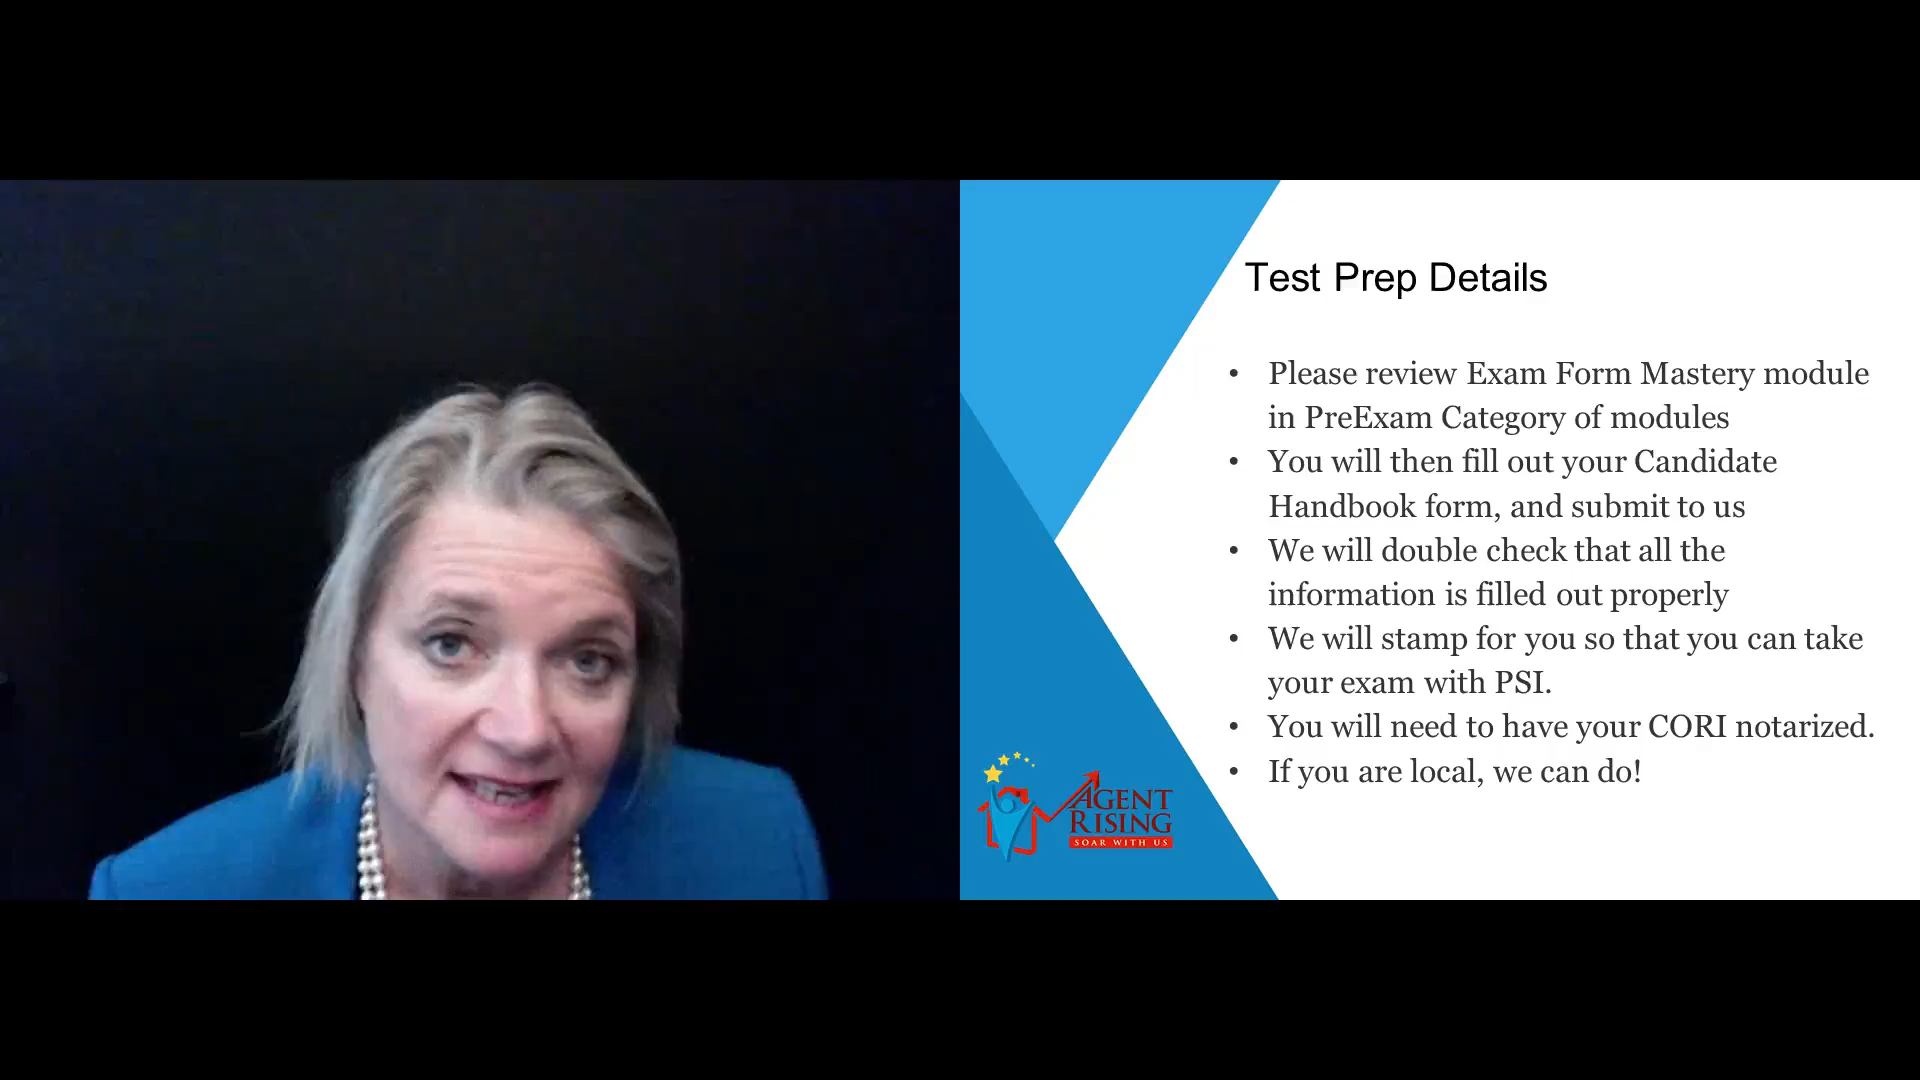 Test Prep Details
• Please review Exam Form Mastery module
in PreExam Category of modules
• You will then fill out your Candidate
Handbook form, and submit to us
• We will double check that all the
information is filled out properly
• We will stamp for you so that you can take
your exam with PSI.
• You will need to have your CORI notarized.
• If you are local, we can do!
AGENT
RISING
SOAR WITH US